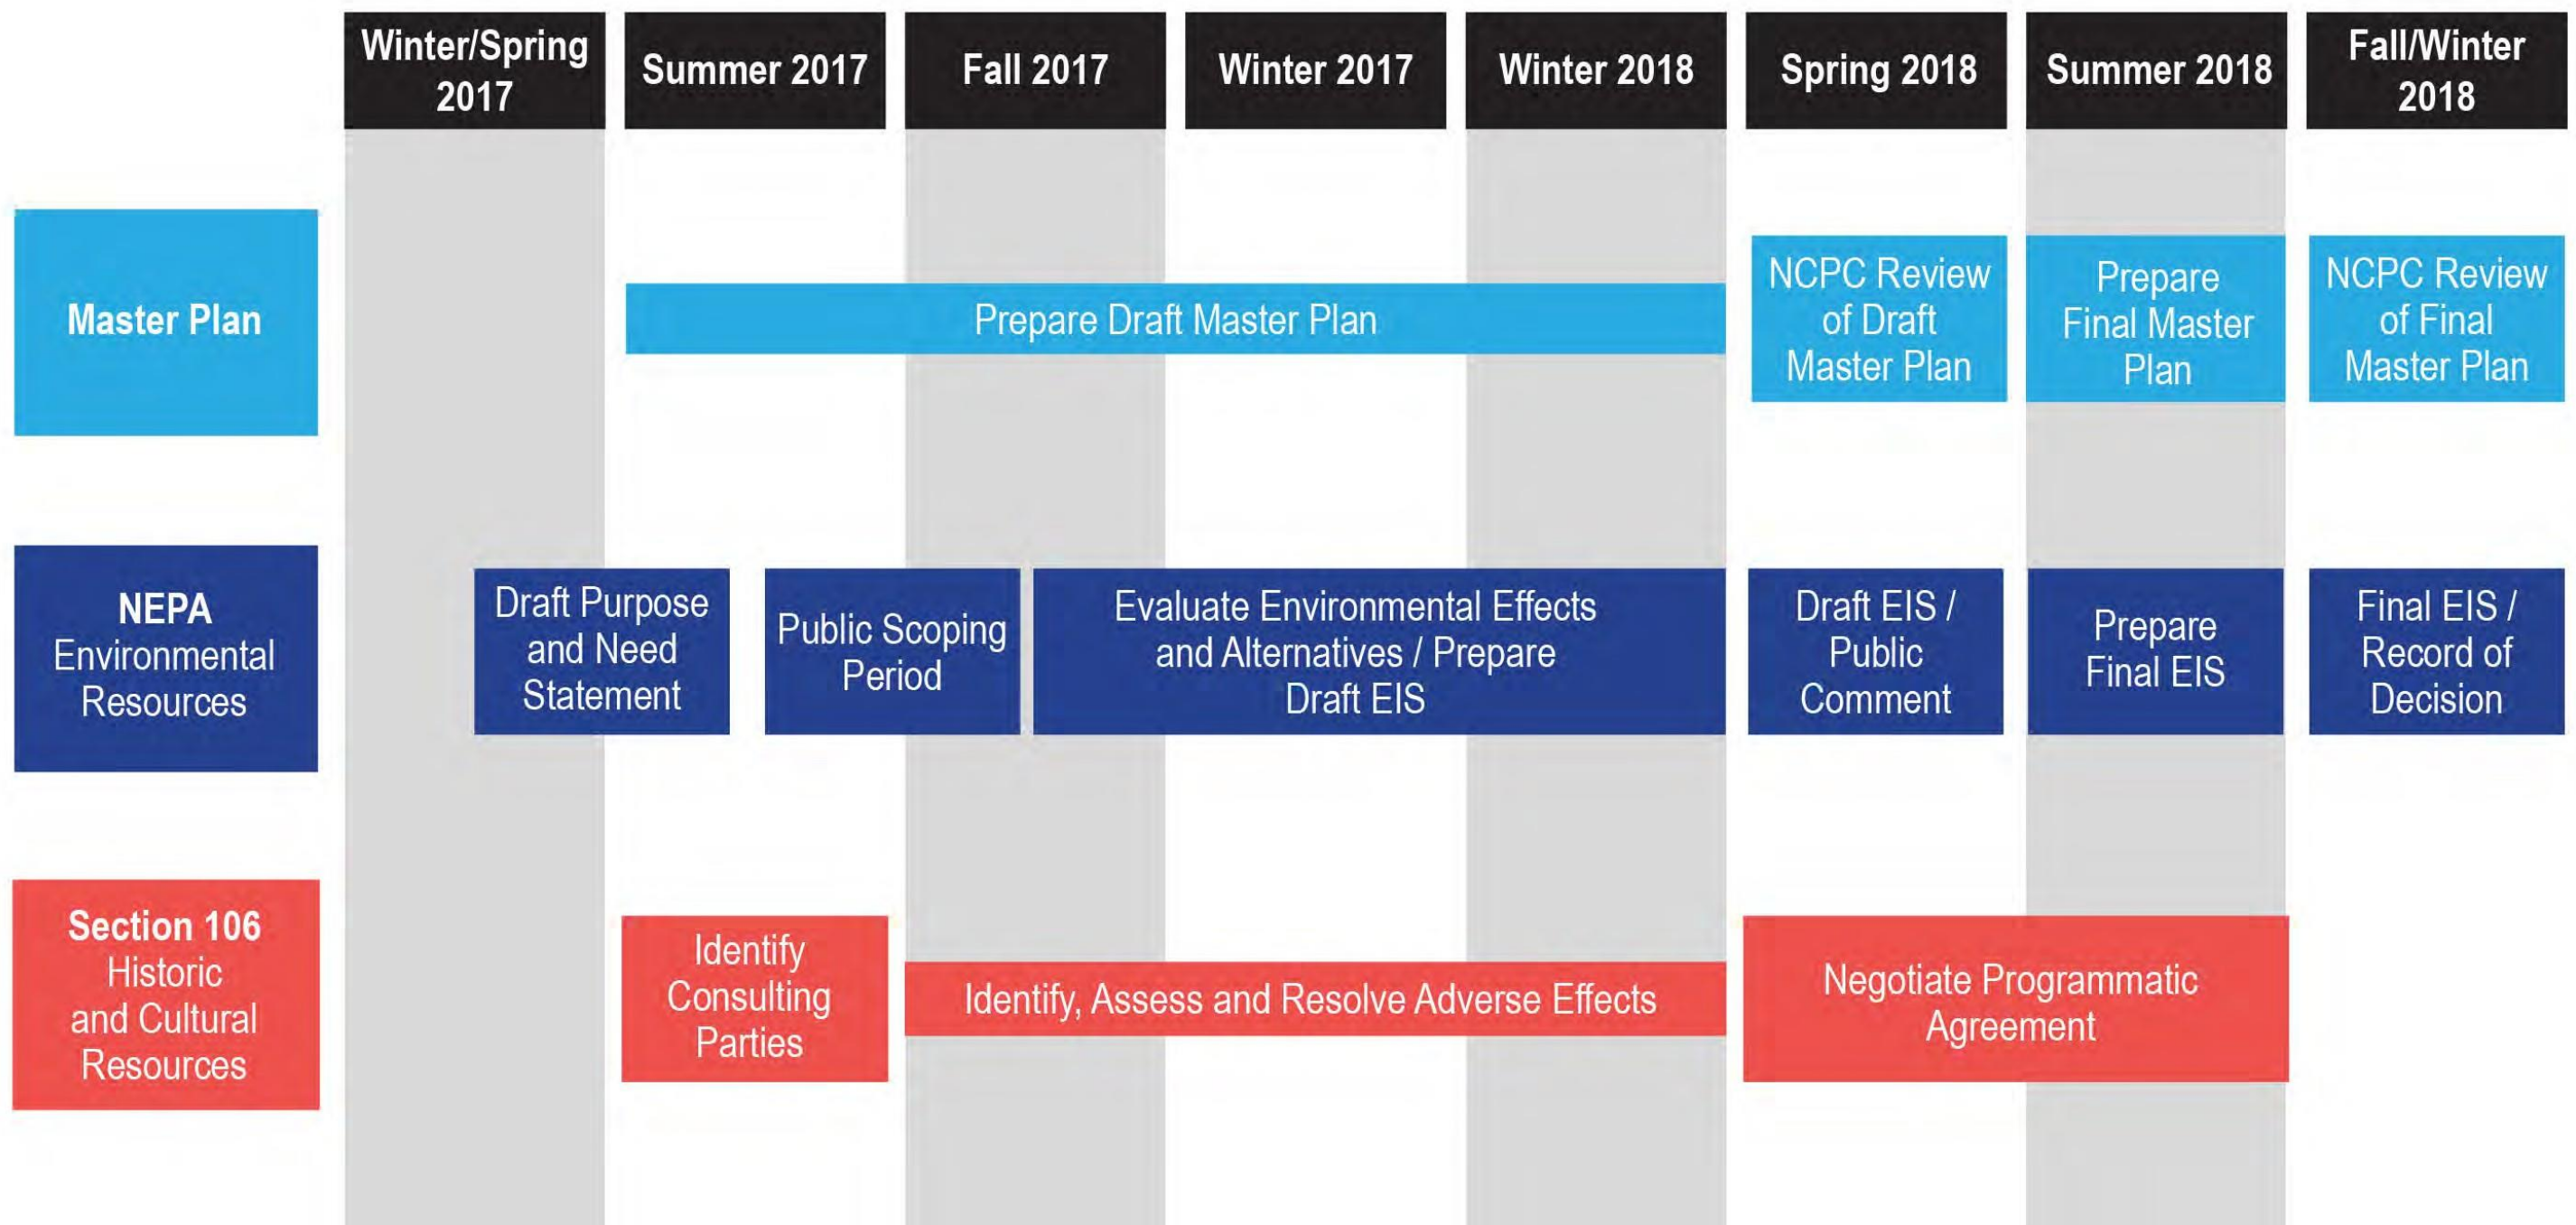 Winter/Spring
2017
Summer 2017
Fall 2017
Winter 2017
Winter 2018
Spring 2018
Summer 2018
Fall/Winter
2018
Master Plan
Prepare Draft Master Plan
NCPC Review
of Draft
Master Plan
Prepare
Final Master
Plan
NCPC Review
of Final
Master Plan
NEPA
Environmental
Resources
Draft Purpose
and Need
Statement
Public Scoping
Period
Evaluate Environmental Effects
and Alternatives / Prepare
Draft EIS
Draft EIS /
Public
Comment
Prepare
Final EIS
Final EIS /
Record of
Decision
Section 106
Historic
and Cultural
Resources
Identify
Consulting
Parties
Identify, Assess and Resolve Adverse Effects
Negotiate Programmatic
Agreement